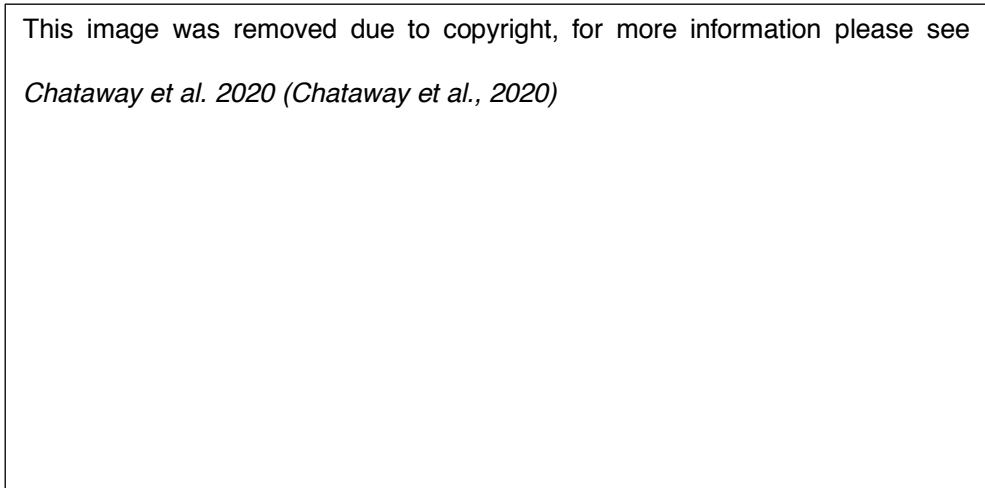 This image was removed due to copyright, for more information please see
Chataway et al. 2020 (Chataway et al., 2020)